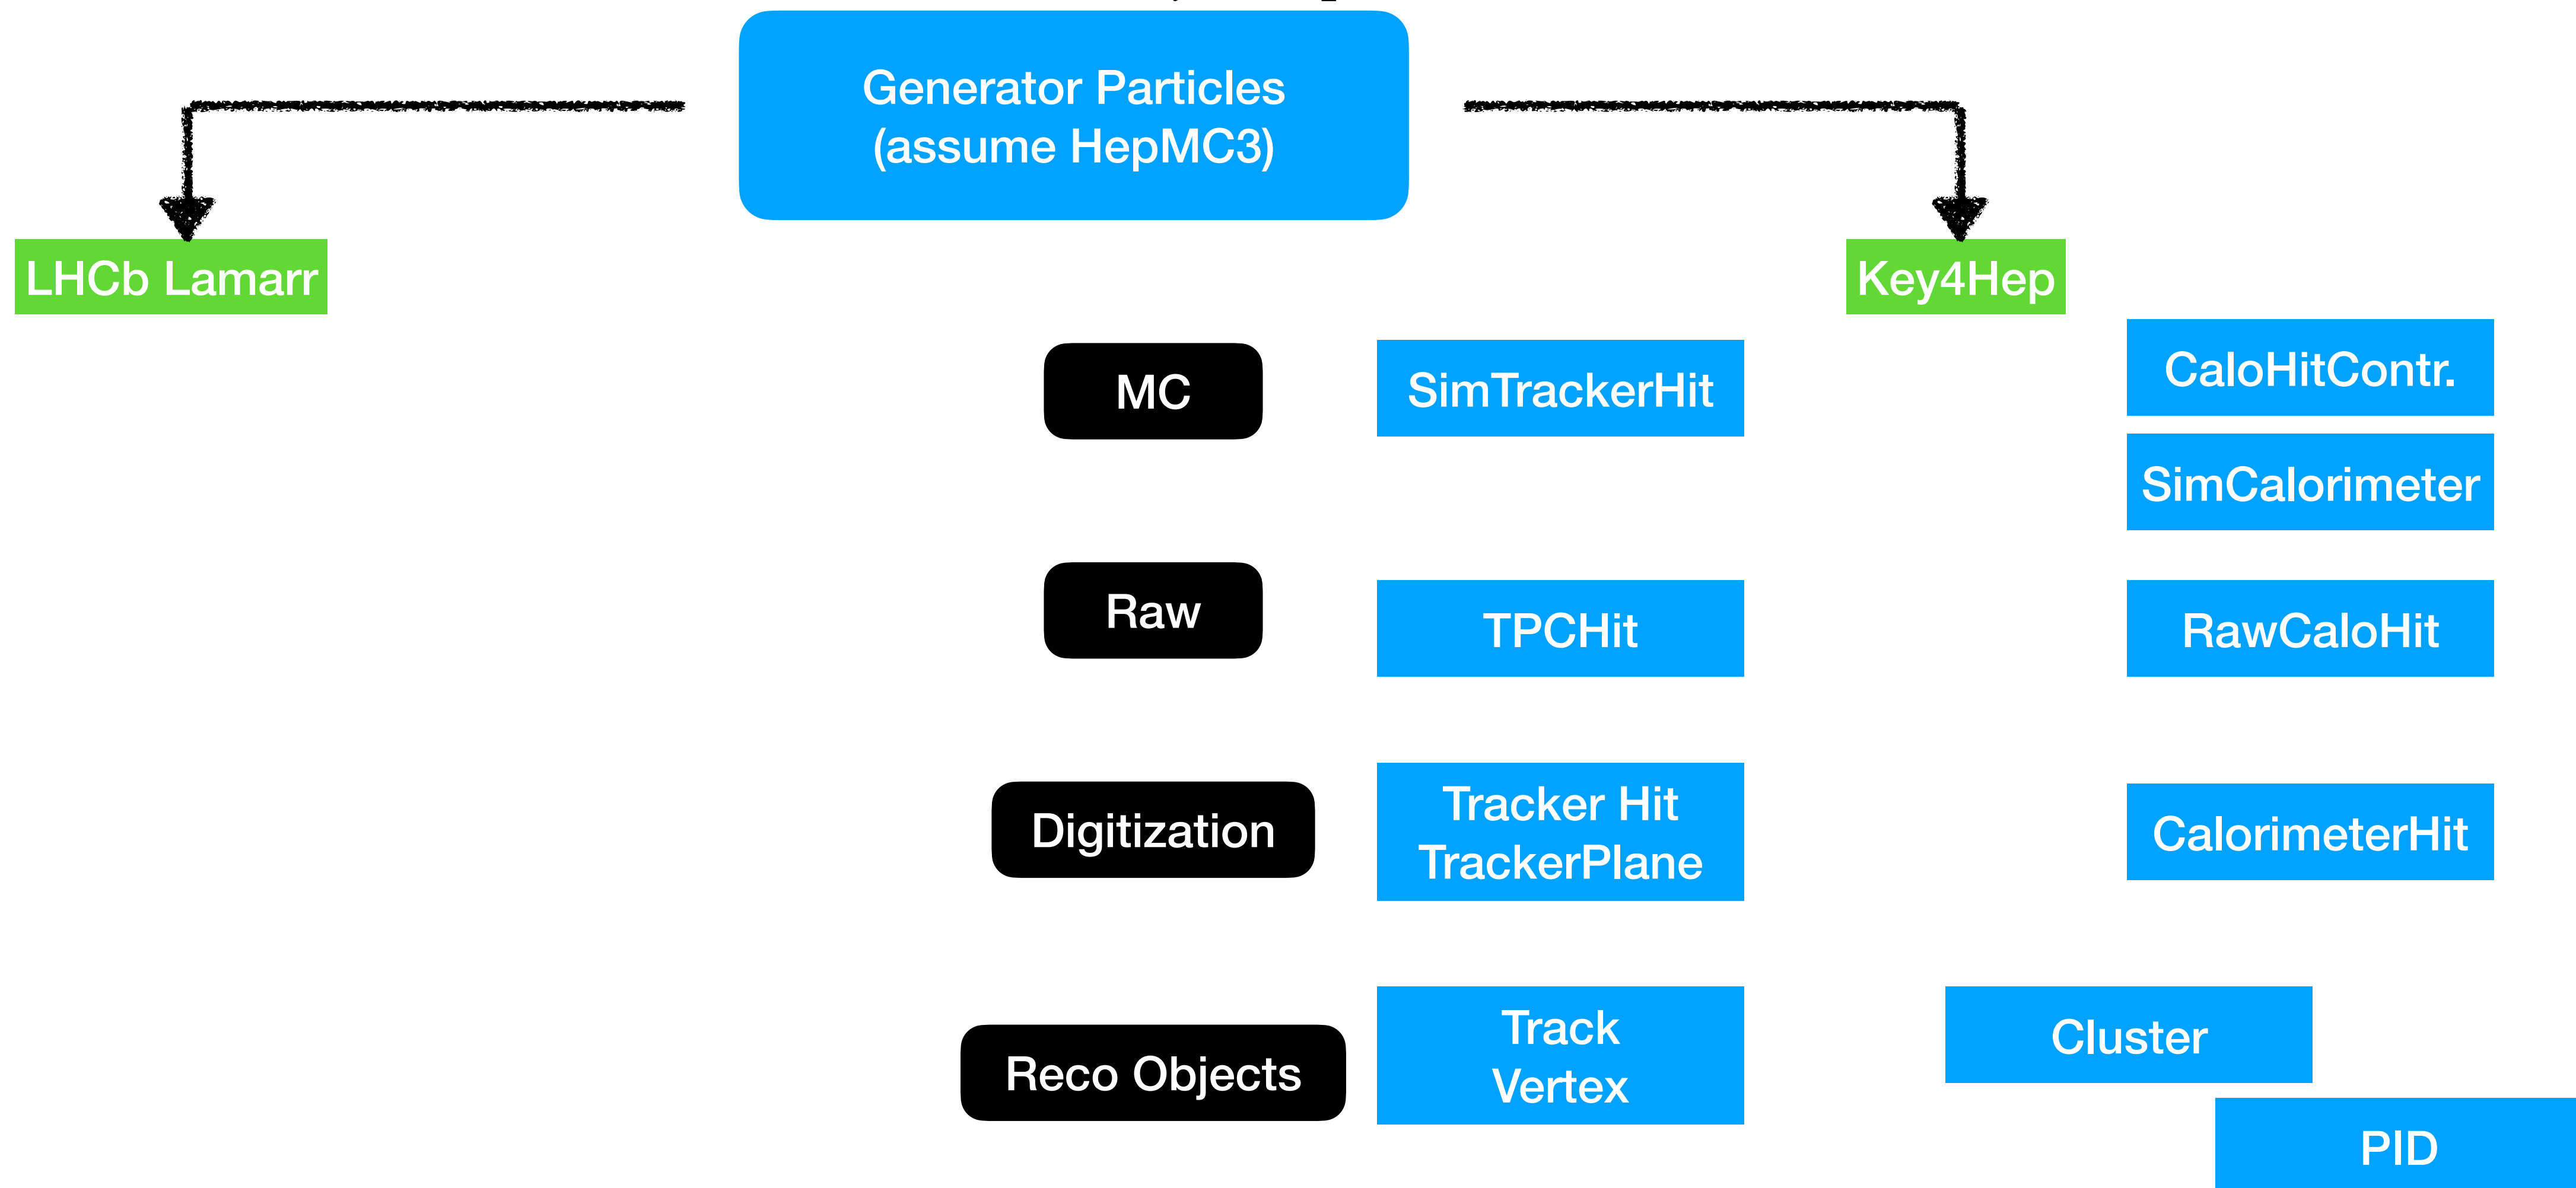 Generator Particles
(assume HepMC3)
LHCb Lamarr
Key4Hep
MC
SimTrackerHit
CaloHitContr.
SimCalorimeter
Raw
TPCHit
RawCaloHit
Digitization
Tracker Hit
TrackerPlane
CalorimeterHit
Reco Objects
Track
Vertex
Cluster
PID